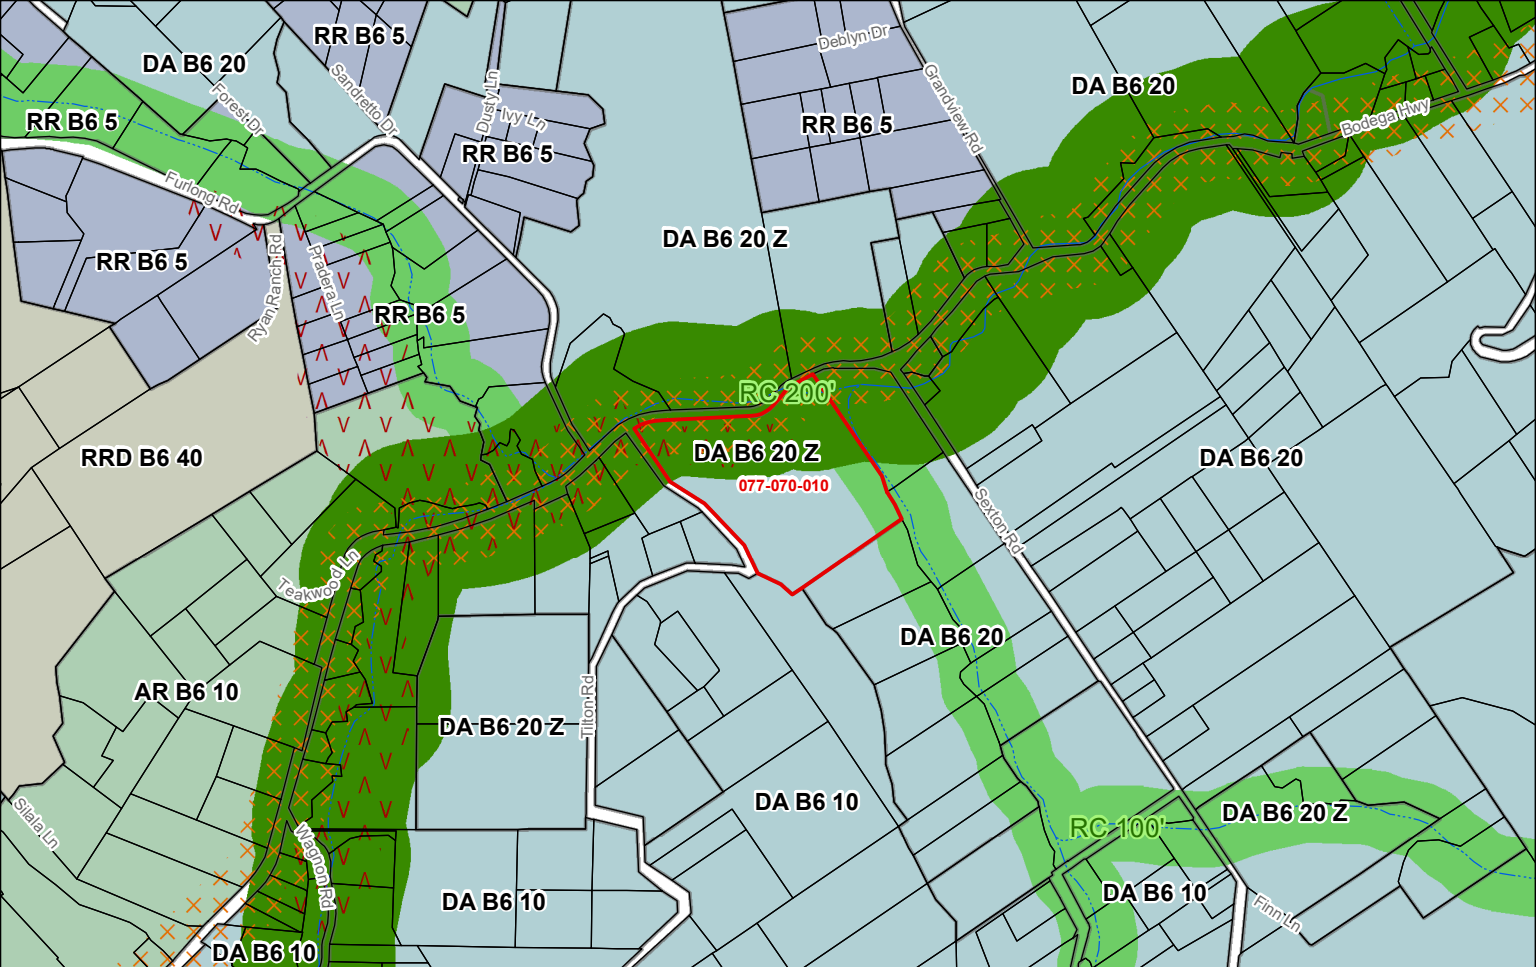 RR B6 5
DA B6 20
Deblyn Dr
DA B6 20
Sandretto Dr
Forest Dr
Dusty Ln
Ivy Ln
Grandview Rd
RR B6 5
RR B6 5
RR B6 5
Bodega Hwy
Furlong Rd
DA B6 20 Z
RR B6 5
Ryan Ranch Rd
Pradera Ln
RR B6 5
RC 200'
RRD B6 40
DA B6 20 Z
DA B6 20
077-070-010
Sexton Rd
Teakwood Ln
DA B6 20
AR B6 10
Tilton Rd
DA B6 20 Z
DA B6 10
DA B6 20 Z
RC 100'
Silala Ln
Wagnon Rd
DA B6 10
DA B6 10
Finn Ln
DA B6 10